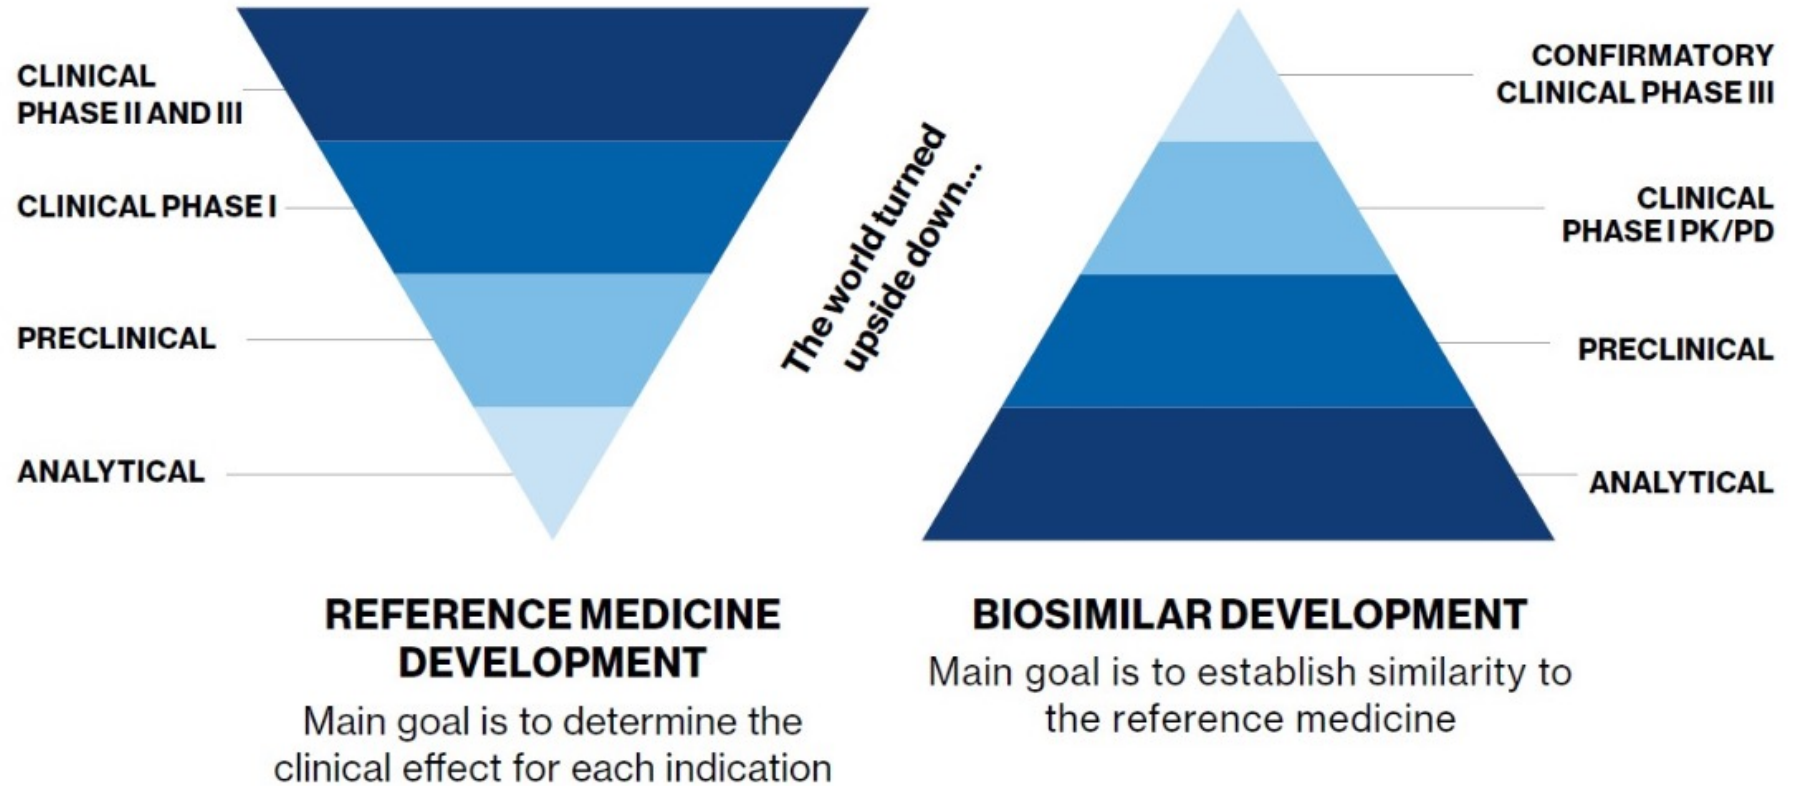 CLINICAL
PHASE II AND III
CLINICAL PHASE I
PRECLINICAL
ANALYTICAL
The world turned
upside down...
CONFIRMATORY
CLINICAL PHASE III
CLINICAL
PHASE I PK/PD
PRECLINICAL
ANALYTICAL
REFERENCE MEDICINE
DEVELOPMENT
Main goal is to determine the
clinical effect for each indication
BIOSIMILAR DEVELOPMENT
Main goal is to establish similarity to
the reference medicine